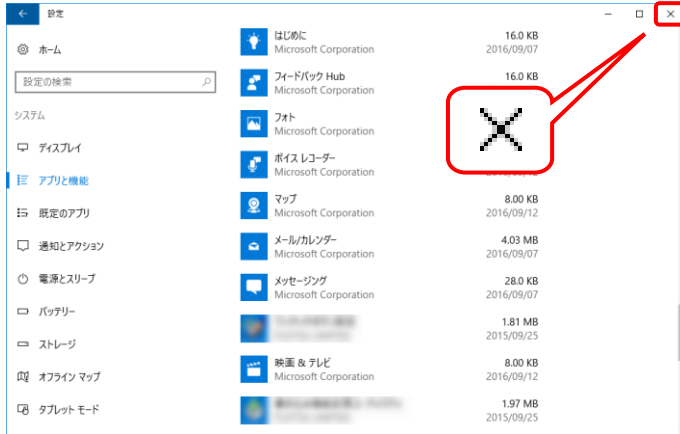 設定
ホーム
設定の検索
システム
ディスプレイ
アプリと機能
既定のアプリ
通知とアクション
電源とスリープ
バッテリー
ストレージ
オフライン マップ
タブレット モード
はじめに
16.0 KB
Microsoft Corporation
2016/09/07
フィードバック Hub
16.0 KB
Microsoft Corporation
フォト
Microsoft Corporation
ボイス レコーダー
Microsoft Corporation
2016/09/12
マップ
8.00 KB
Microsoft Corporation
2016/09/12
メール/カレンダー
4.03 MB
Microsoft Corporation
2016/09/07
メッセージング
28.0 KB
Microsoft Corporation
2016/09/07
1.81 MB
2015/09/25
映画 & テレビ
8.00 KB
Microsoft Corporation
2016/09/12
1.97 MB
2015/09/25